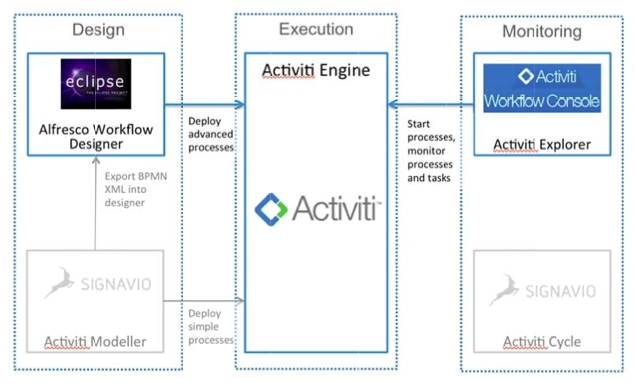 Design
eclipse
THE ECLIPSE PROJECT
Alfresco Workflow
Designer
Export BPMN
XML into
designer
SIGNAVIO
Activiti Modeller
Deploy
advanced
processes
Deploy
simple
processes
Execution
Activiti Engine
Activiti™
Start
processes,
monitor
processes
and tasks
Monitoring
Activiti
Workflow Console
Activiti Explorer
SIGNAVIO
Activiti Cycle